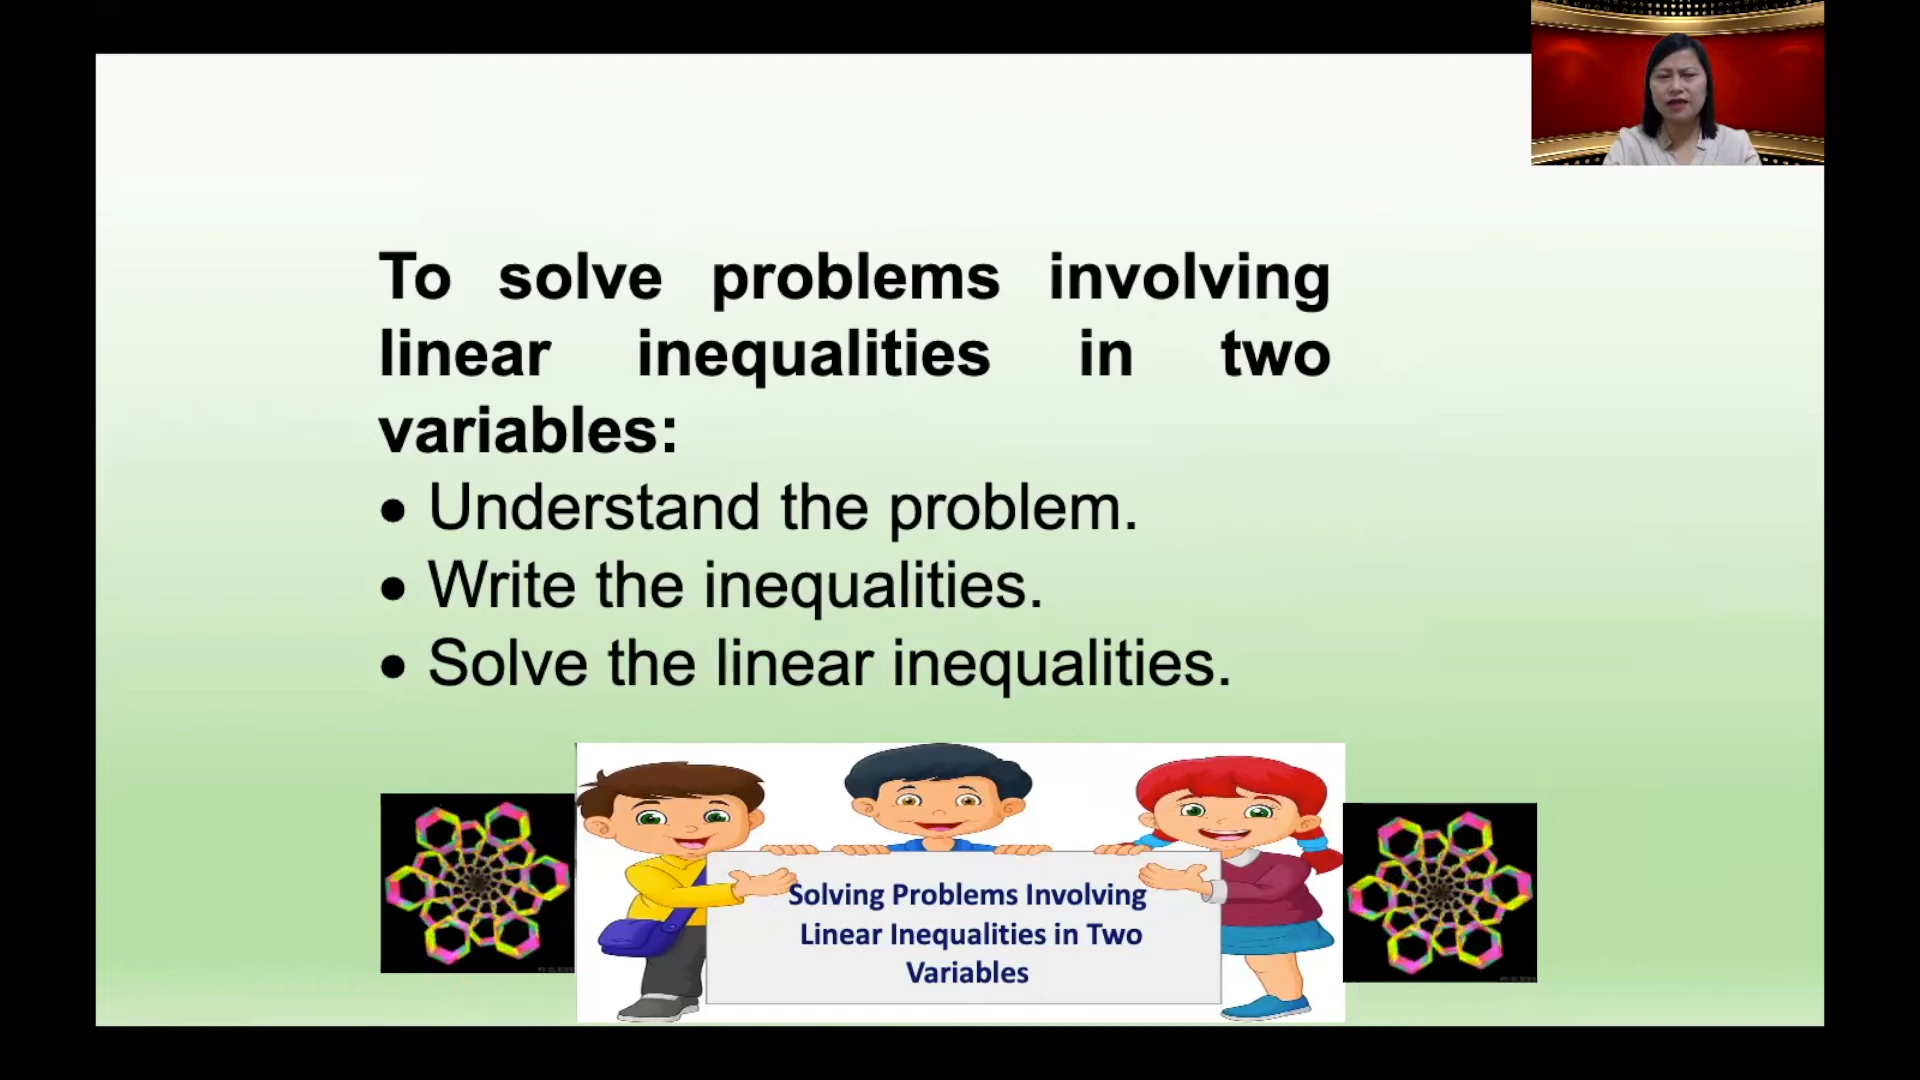 To solve problems involving
linear inequalities in two
variables:
• Understand the problem.
• Write the inequalities.
• Solve the linear inequalities.
Solving Problems Involving
Linear Inequalities in Two
Variables